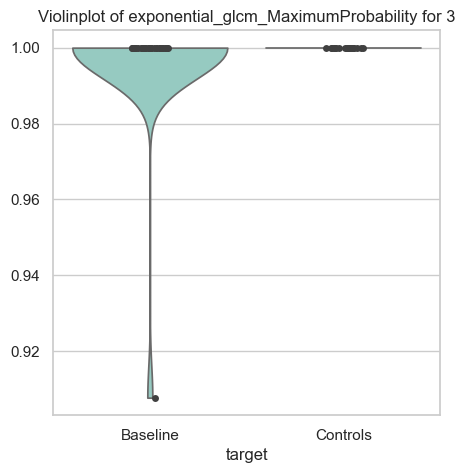 Violinplot of exponential_glcm_MaximumProbability for 3
1.00
0.98
0.96
0.94
0.92
Baseline Controls
target